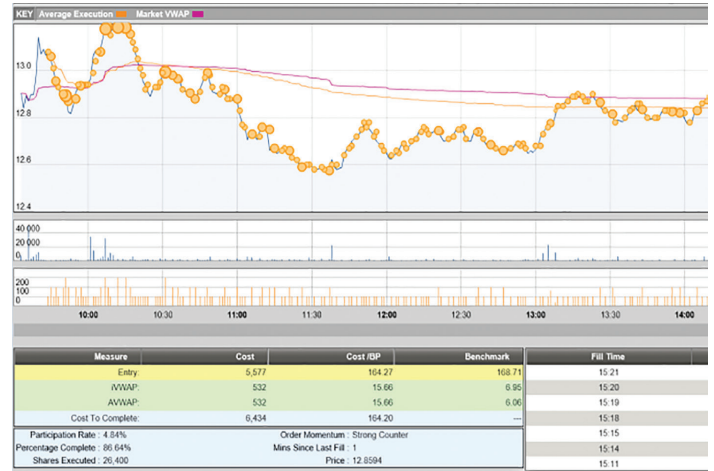 KEY Average Execution Market VWAP
13.0
12.8
12.6
12.4
40 000
20 000
0
200
100
0
10:00 10:30 11:00 11:30 12:00 12:30 13:00 13:30 14:00
Measure Cost Cost /BP Benchmark Fill Time
Entry: 5,577 164.27 168.71 15:21
IVWAP: 532 15.66 6.95 15:20
AVWAP: 532 15.66 6.06 15:19
Cost To Complete: 6,434 164.20 --- 15:18
Participation Rate : 4.84% Order Momentum : Strong Counter 15:15
Percentage Complete : 86.64% Mins Since Last Fill : 1 15:14
Shares Executed : 26,400 Price : 12.8594 15:11